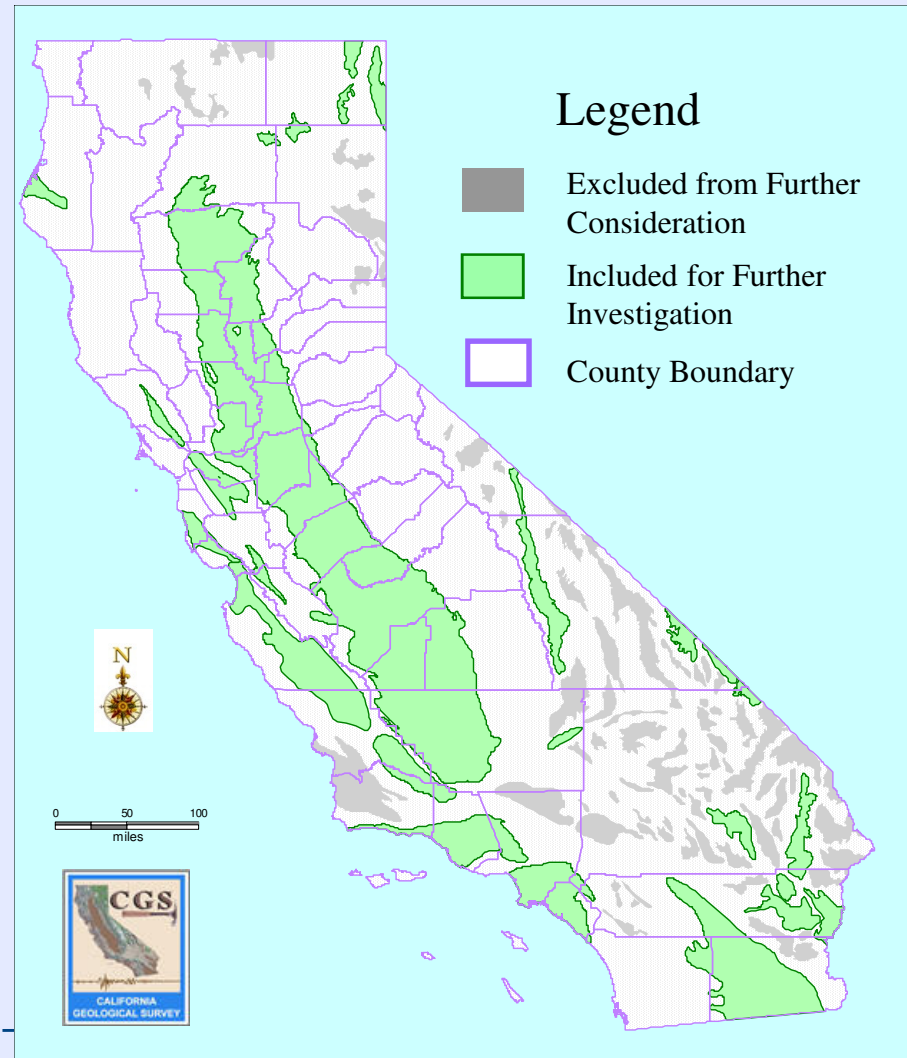 Legend
Excluded from Further
Consideration
Included for Further
Investigation
County Boundary
N
0 50 100
miles
CGS
CALIFORNIA
GEOLOGICAL SURVEY